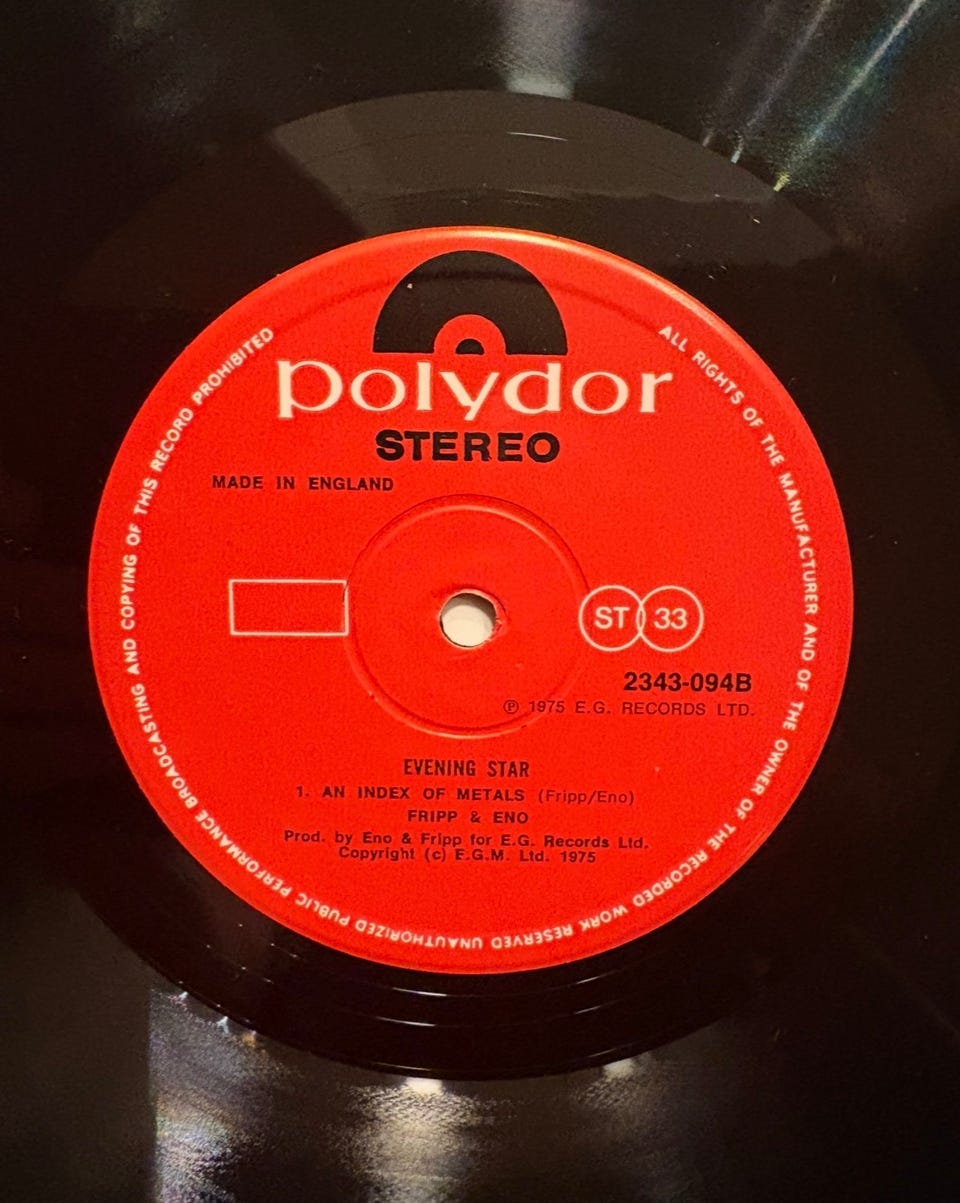 polydor
STEREO
MADE IN ENGLAND
ST 33
2343-094B
Ⓟ 1975 E.G. RECORDS LTD.
EVENING STAR
1. AN INDEX OF METALS (Fripp/Eno)
FRIPP & ENO
Prod. by Eno & Fripp for E.G. Records Ltd.
Copyright (c) E.G.M. Ltd. 1975
ALL RIGHTS OF THE MANUFACTURER AND OF THE OWNER OF THE RECORDED WORK RESERVED UNAUTHORIZED PUBLIC PERFORMANCE BROADCASTING AND COPYING OF THIS RECORD PROHIBITED